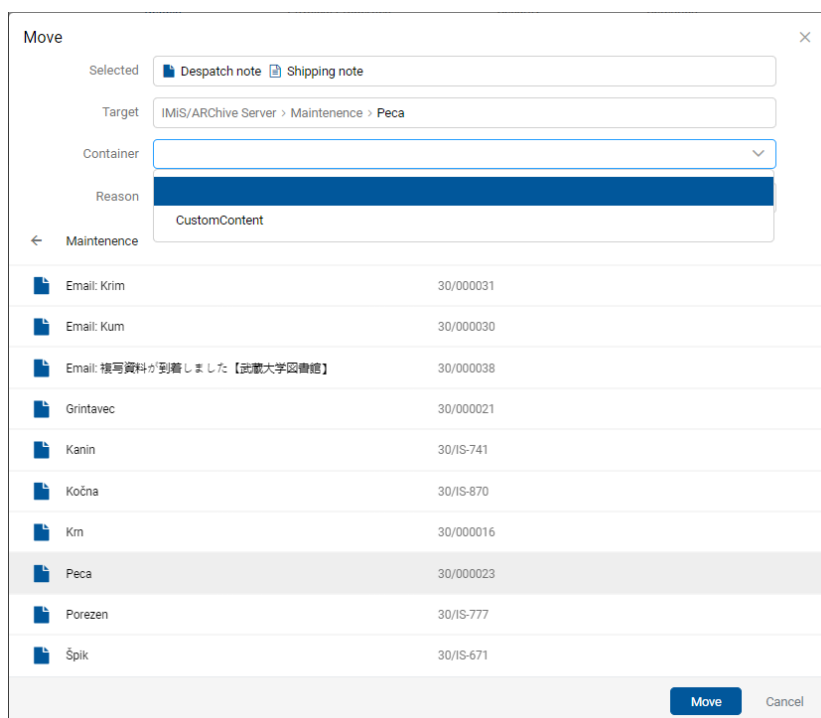 Move
Selected Despatch note Shipping note
Target IMiS/ARChive Server > Maintenence > Peca
Container
Reason
CustomContent
Maintenence
Email: Krim 30/000031
Email: Kum 30/000030
Email: 複写資料が到着しました【武蔵大学図書館】 30/000038
Grintavec 30/000021
Kanin 30/IS-741
Kočna 30/IS-870
Krn 30/000016
Peca 30/000023
Porezen 30/IS-777
Špik 30/IS-671
Move Cancel